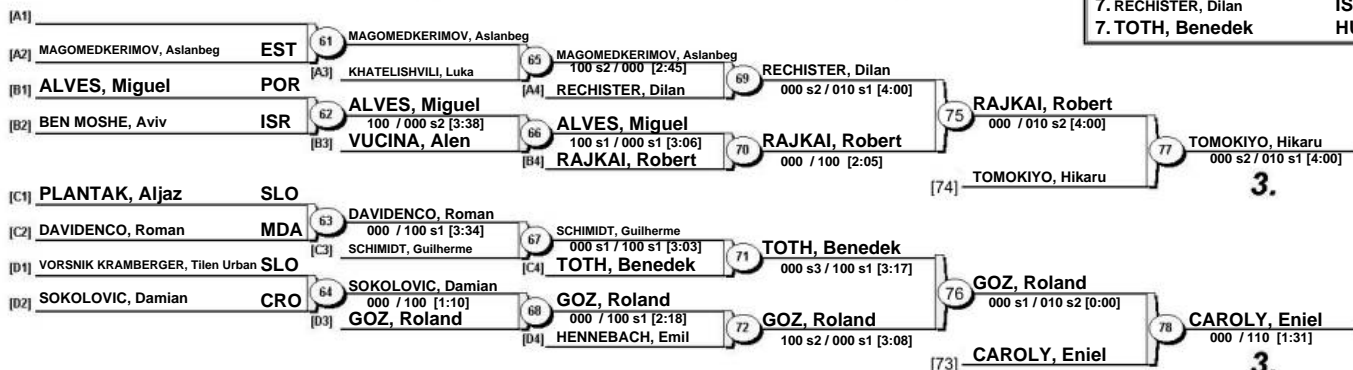 7. RECHISTER, Dilan IS
7. TOTH, Benedek HU
[A1]
[A2] MAGOMEDKERIMOV, Aslanbeg EST
61
MAGOMEDKERIMOV, Aslanbeg
[A3] KHATELISHVILI, Luka
65
MAGOMEDKERIMOV, Aslanbeg
100 s2 / 000 [2:45]
[A4] RECHISTER, Dilan
69
RECHISTER, Dilan
000 s2 / 010 s1 [4:00]
[B1] ALVES, Miguel POR
[B2] BEN MOSHE, Aviv ISR
62
ALVES, Miguel
100 / 000 s2 [3:38]
[B3] VUCINA, Alen
66
ALVES, Miguel
100 s1 / 000 s1 [3:06]
[B4] RAJKAI, Robert
70
RAJKAI, Robert
000 / 100 [2:05]
75
RAJKAI, Robert
000 / 010 s2 [4:00]
[74] TOMOKIYO, Hikaru
77
TOMOKIYO, Hikaru
000 s2 / 010 s1 [4:00]
3.
[C1] PLANTAK, Aljaz SLO
[C2] DAVIDENCO, Roman MDA
63
DAVIDENCO, Roman
000 / 100 s1 [3:34]
[C3] SCHIMIDT, Guilherme
67
SCHIMIDT, Guilherme
000 s1 / 100 s1 [3:03]
[C4] TOTH, Benedek
71
TOTH, Benedek
000 s3 / 100 s1 [3:17]
[D1] VORSNIK KRAMBERGER, Tilen Urban SLO
[D2] SOKOLOVIC, Damian CRO
64
SOKOLOVIC, Damian
000 / 100 [1:10]
[D3] GOZ, Roland
68
GOZ, Roland
000 / 100 s1 [2:18]
[D4] HENNEBACH, Emil
72
GOZ, Roland
100 s2 / 000 s1 [3:08]
76
GOZ, Roland
000 s1 / 010 s2 [0:00]
[73] CAROLY, Eniel
78
CAROLY, Eniel
000 / 110 [1:31]
3.